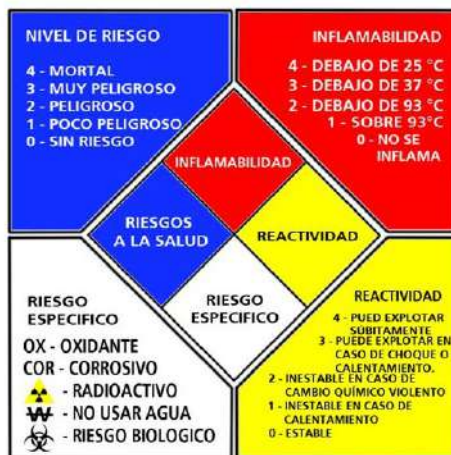 NIVEL DE RIESGO
4 - MORTAL
3 - MUY PELIGROSO
2 - PELIGROSO
1 - POCO PELIGROSO
0 - SIN RIESGO
INFLAMABILIDAD
4 - DEBAJO DE 25 °C
3 - DEBAJO DE 37 °C
2 - DEBAJO DE 93 °C
1 - SOBRE 93°C
0 - NO SE
INFLAMA
INFLAMABILIDAD
RIESGOS
A LA SALUD
REACTIVIDAD
RIESGO
ESPECIFICO
RIESGO
ESPECIFICO
OX - OXIDANTE
COR - CORROSIVO
- RADIOACTIVO
W - NO USAR AGUA
- RIESGO BIOLOGICO
REACTIVIDAD
4 - PUED EXPLOTAR
SÚBITAMENTE
3 - PUEDE EXPLOTAR EN
CASO DE CHOQUE O
CALENTAMIENTO.
2 - INESTABLE EN CASO DE
CAMBIO QUÍMICO VIOLENTO
1 - INESTABLE EN CASO DE
CALENTAMIENTO
0 - ESTABLE